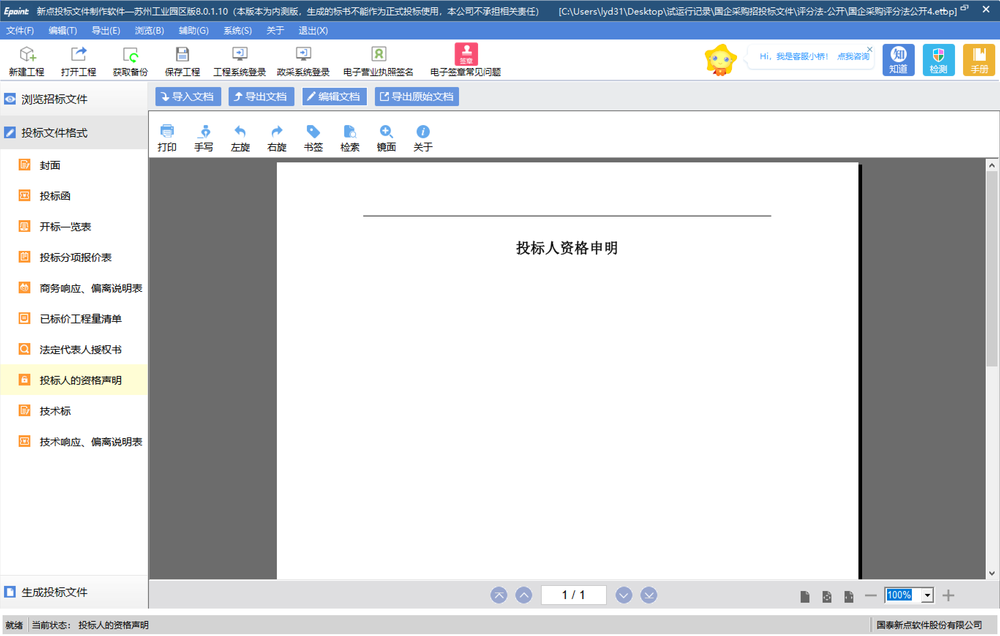 Epoint 新点投标文件制作软件—苏州工业园区版8.0.1.10（本版本为内测版，生成的标书不能作为正式投标使用，本公司不承担相关责任） [C:\Users\lyd31\Desktop\试运行记录\国企采购招投标文件\评分法-公开\国企采购评分法公开4.etbp]
文件(F) 编辑(T) 导出(E) 浏览(B) 辅助(G) 系统(S) 关于 退出(X)
新建工程 打开工程 获取备份 保存工程 工程系统登录 政采系统登录 电子营业执照签名 签章 电子签章常见问题
Hi，我是客服小桥！ 点我咨询
知 知道 检测 手册
浏览招标文件
导入文档 导出文档 编辑文档 导出原始文档
投标文件格式
打印 手写 左旋 右旋 书签 检索 镜面 关于
封面
投标函
开标一览表
投标分项报价表
商务响应、偏离说明表
已标价工程量清单
法定代表人授权书
投标人的资格声明
技术标
技术响应、偏离说明表
投标人资格申明
生成投标文件
1 / 1
100%
就绪 当前状态： 投标人的资格声明
国泰新点软件股份有限公司